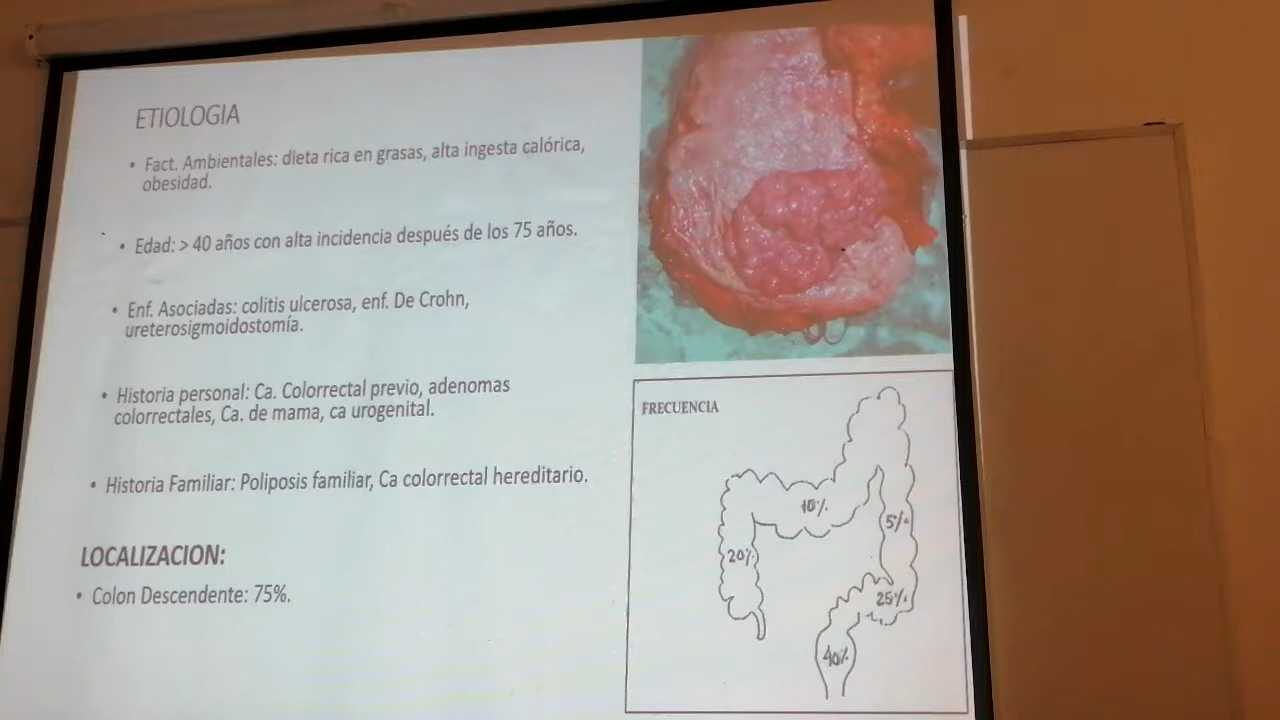 ETIOLOGIA
• Fact. Ambientales: dieta rica en grasas, alta ingesta calórica,
obesidad.
• Edad: > 40 años con alta incidencia después de los 75 años.
• Enf. Asociadas: colitis ulcerosa, enf. De Crohn,
ureterosigmoidostomía.
• Historia personal: Ca. Colorrectal previo, adenomas
colorrectales, Ca. de mama, ca urogenital.
• Historia Familiar: Poliposis familiar, Ca colorrectal hereditario.
LOCALIZACION:
• Colon Descendente: 75%.
FRECUENCIA
10%
5%
20%
25%
40%